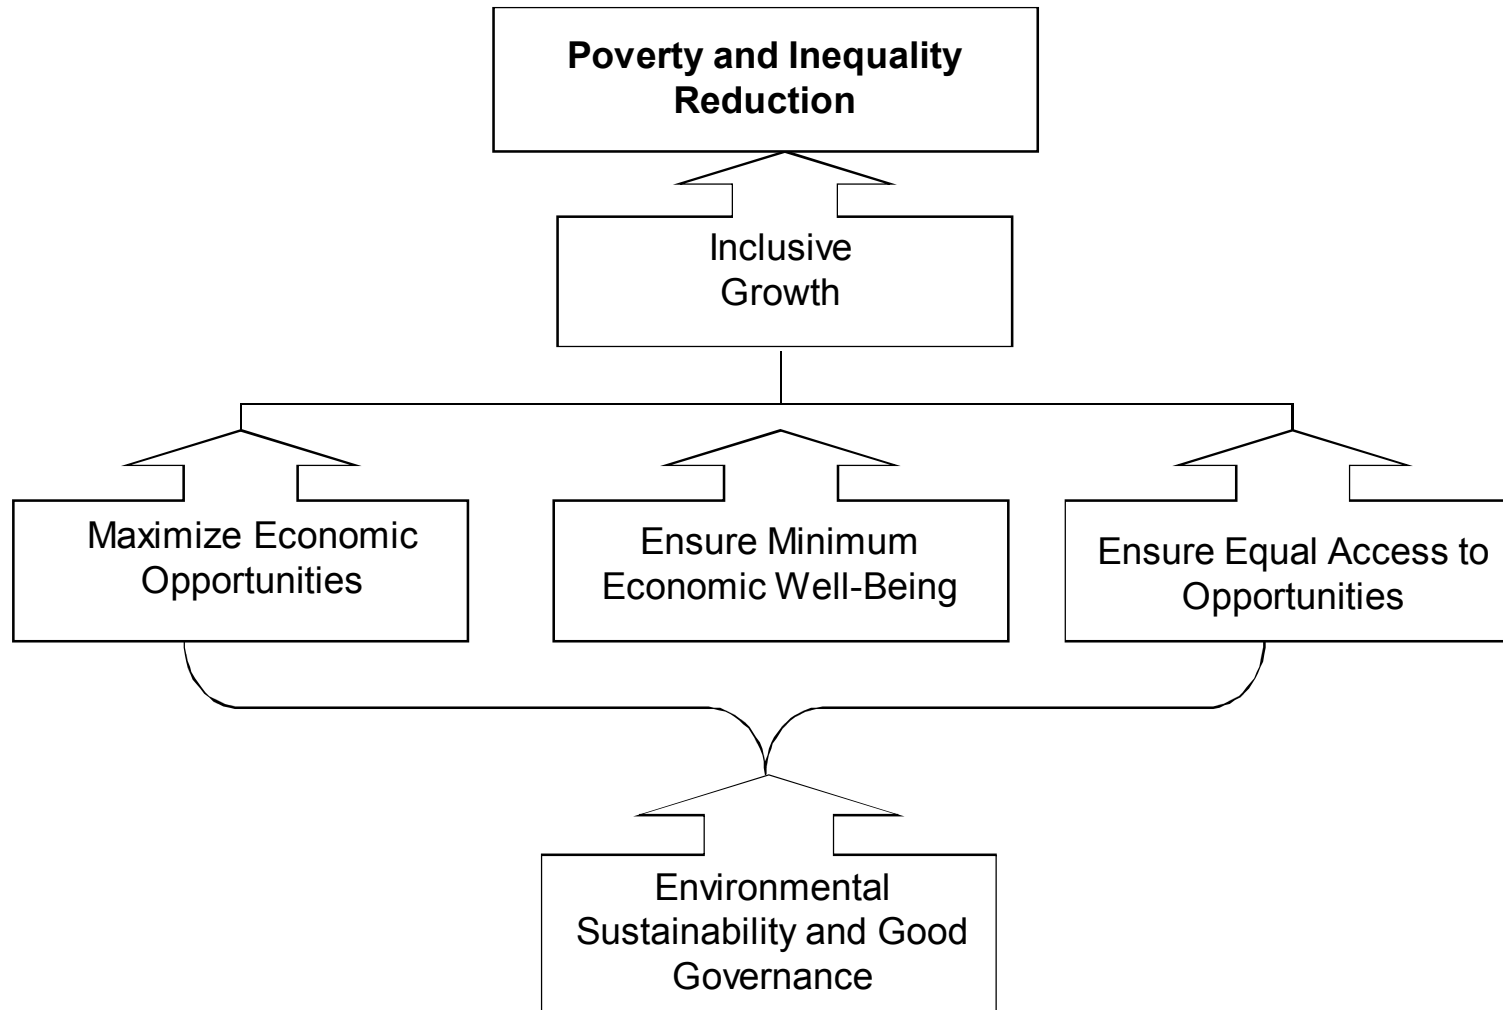 Poverty and Inequality
Reduction
Inclusive
Growth
Maximize Economic
Opportunities
Ensure Minimum
Economic Well-Being
Ensure Equal Access to
Opportunities
Environmental
Sustainability and Good
Governance